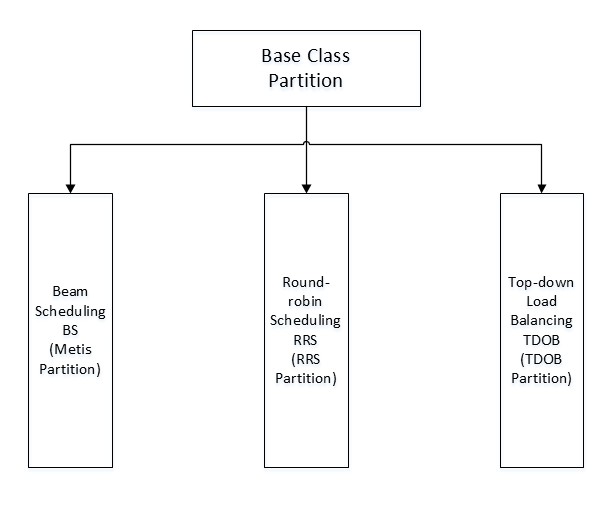 Base Class
Partition
Beam
Scheduling
BS
(Metis
Partition)
Round-
robin
Scheduling
RRS
(RRS
Partition)
Top-down
Load
Balancing
TDOB
(TDOB
Partition)